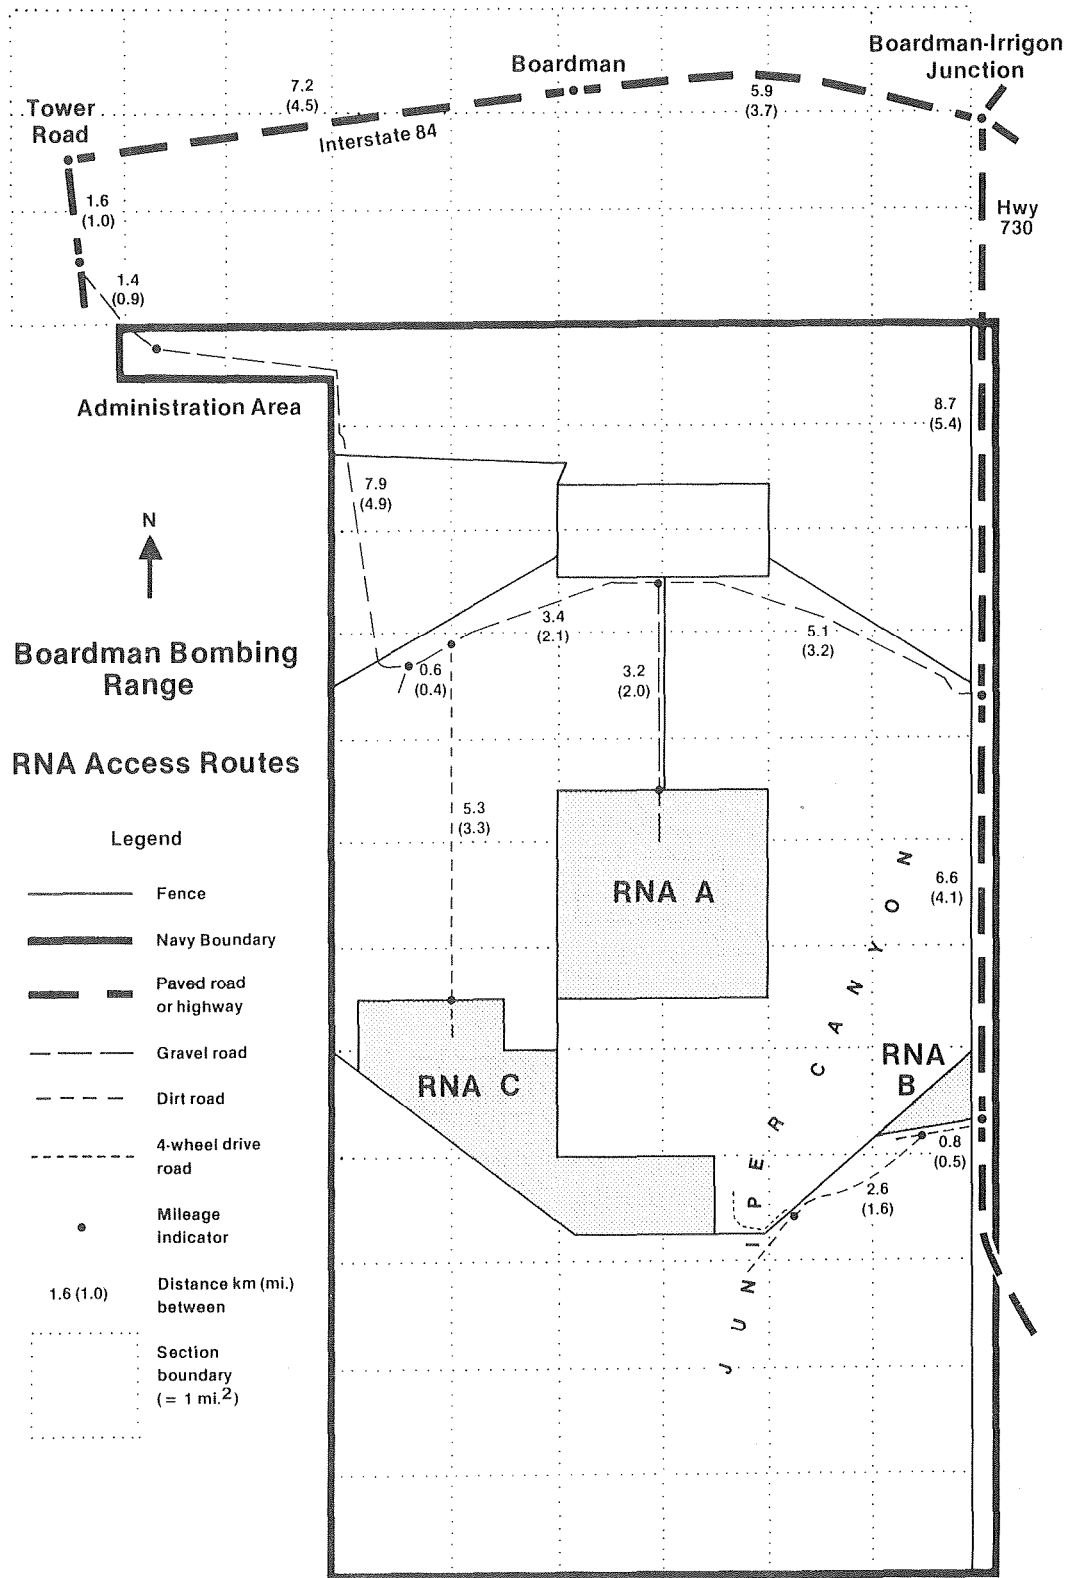 Boardman-Irrigon
Junction
Boardman
7.2
(4.5)
5.9
(3.7)
Tower
Road
Interstate 84
1.6
(1.0)
Hwy
730
1.4
(0.9)
Administration Area
8.7
(5.4)
7.9
(4.9)
N
3.4
(2.1)
5.1
(3.2)
Boardman Bombing
Range
0.6
(0.4)
3.2
(2.0)
RNA Access Routes
5.3
(3.3)
Legend
Fence
Navy Boundary
Paved road
or highway
Gravel road
Dirt road
4-wheel drive
road
Mileage
indicator
1.6 (1.0)
Distance km (mi.)
between
Section
boundary
(= 1 mi.2)
RNA A
6.6
(4.1)
JUNIPER CANYON
RNA
B
RNA C
0.8
(0.5)
2.6
(1.6)